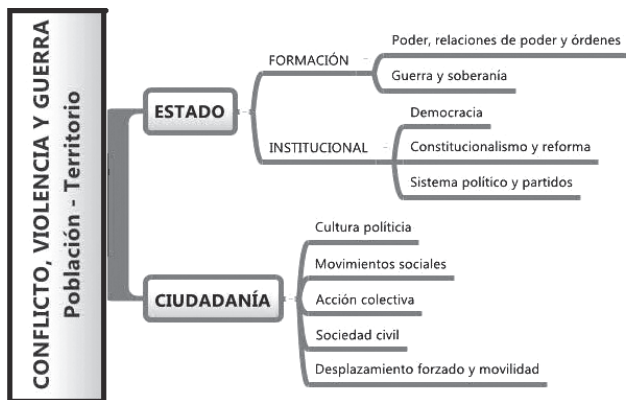 CONFLICTO, VIOLENCIA Y GUERRA
Población - Territorio
ESTADO
FORMACIÓN
Poder, relaciones de poder y órdenes
Guerra y soberanía
INSTITUCIONAL
Democracia
Constitucionalismo y reforma
Sistema político y partidos
CIUDADANÍA
Cultura polítícia
Movimientos sociales
Acción colectiva
Sociedad civil
Desplazamiento forzado y movilidad